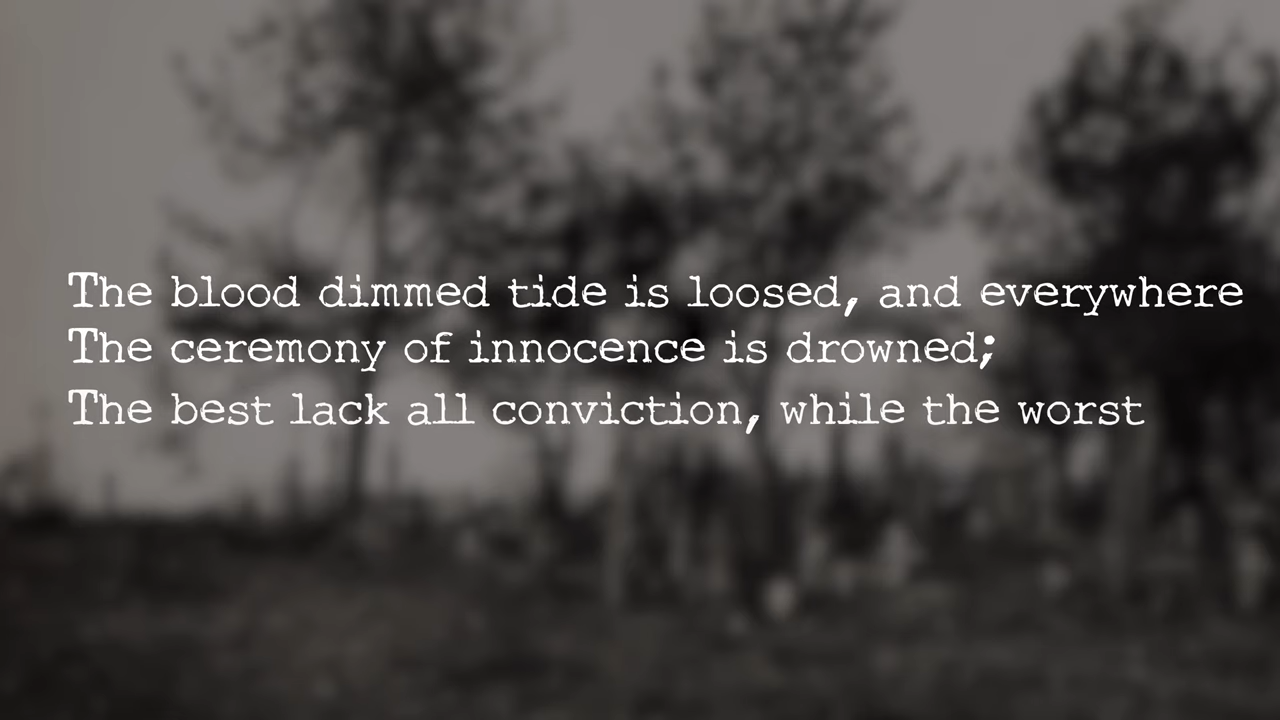 The blood dimmed tide is loosed, and everywhere
The ceremony of innocence is drowned;
The best lack all conviction, while the worst